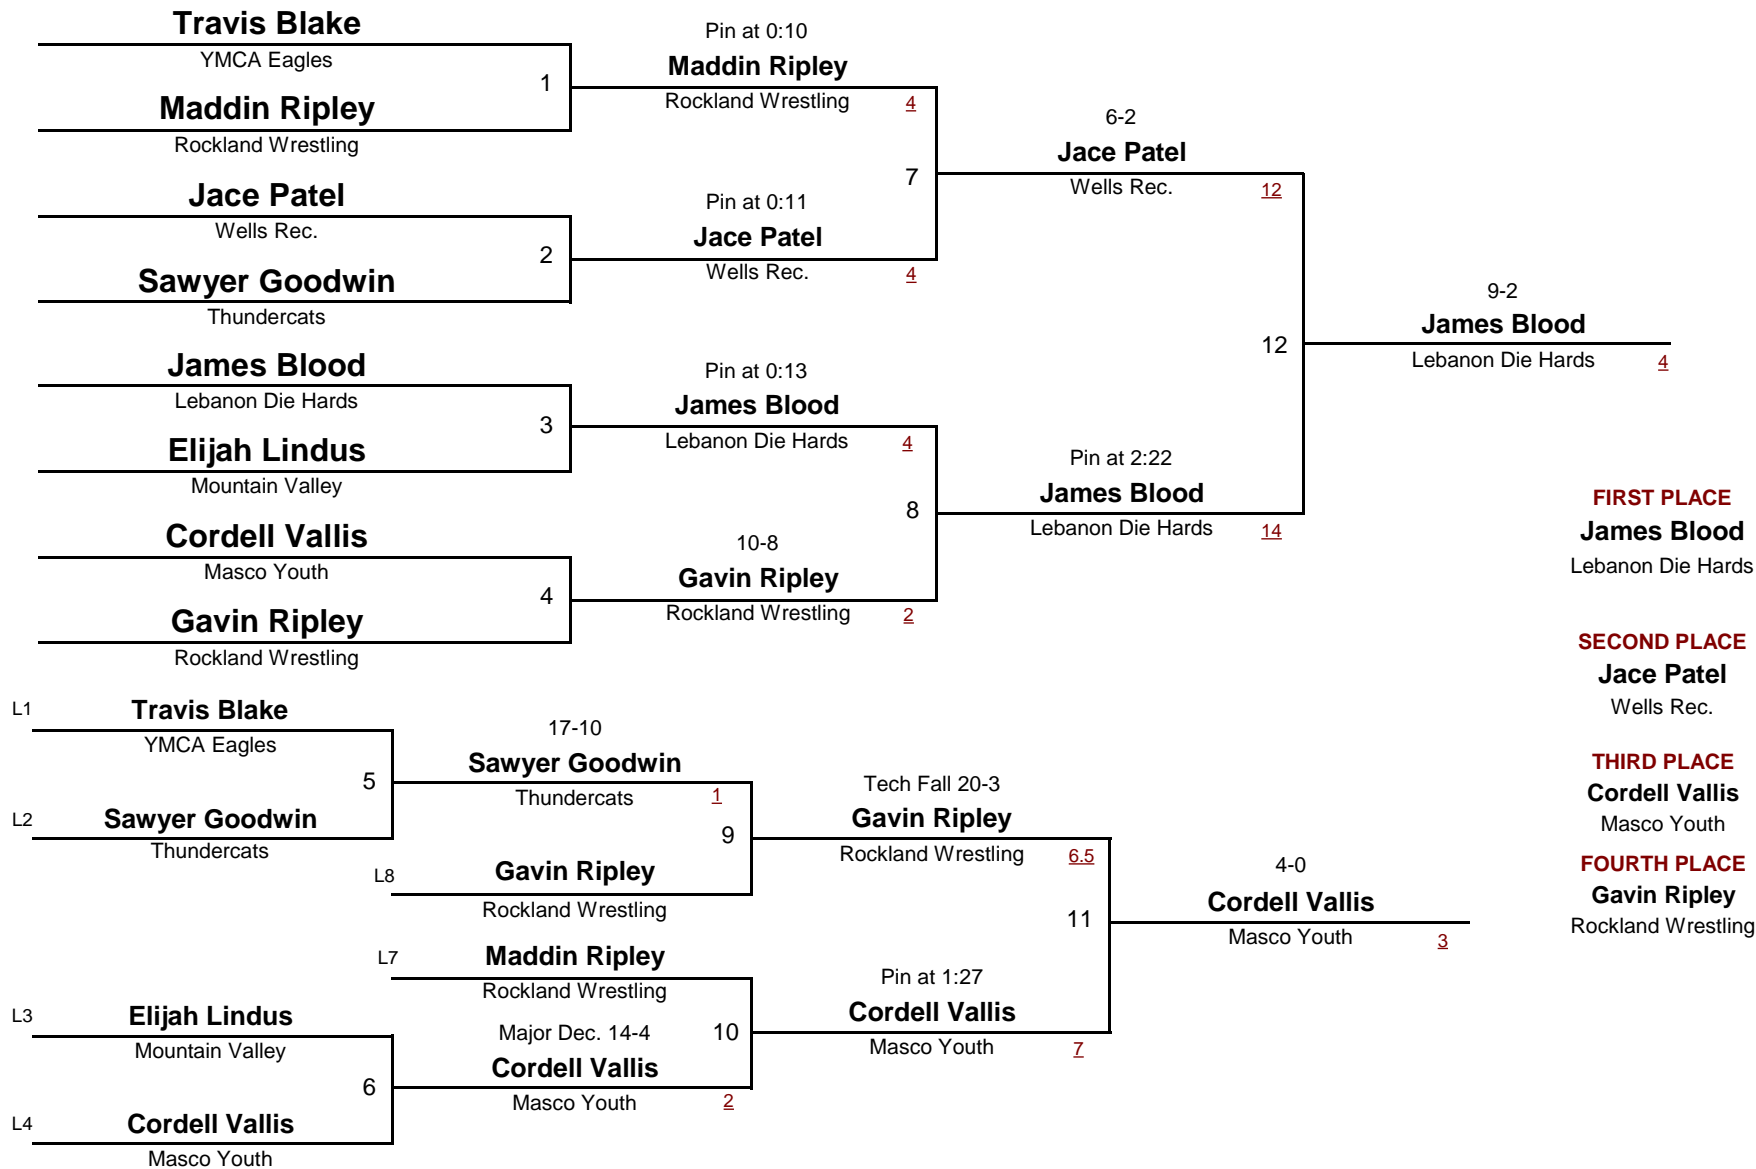 Travis Blake
YMCA Eagles
1
Maddin Ripley
Rockland Wrestling
Jace Patel
Wells Rec.
2
Sawyer Goodwin
Thundercats
James Blood
Lebanon Die Hards
3
Elijah Lindus
Mountain Valley
Cordell Vallis
Masco Youth
4
Gavin Ripley
Rockland Wrestling
Pin at 0:10
Maddin Ripley
Rockland Wrestling 4
7
Pin at 0:11
Jace Patel
Wells Rec. 4
Pin at 0:13
James Blood
Lebanon Die Hards 4
8
10-8
Gavin Ripley
Rockland Wrestling 2
6-2
Jace Patel
Wells Rec. 12
12
Pin at 2:22
James Blood
Lebanon Die Hards 14
9-2
James Blood
Lebanon Die Hards 4
FIRST PLACE
James Blood
Lebanon Die Hards
SECOND PLACE
Jace Patel
Wells Rec.
THIRD PLACE
Cordell Vallis
Masco Youth
FOURTH PLACE
Gavin Ripley
Rockland Wrestling
L1 Travis Blake
YMCA Eagles
5
L2 Sawyer Goodwin
Thundercats
17-10
Sawyer Goodwin
Thundercats 1
9
L8 Gavin Ripley
Rockland Wrestling
L7 Maddin Ripley
Rockland Wrestling
10
Major Dec. 14-4
Cordell Vallis
Masco Youth 2
L3 Elijah Lindus
Mountain Valley
6
L4 Cordell Vallis
Masco Youth
Tech Fall 20-3
Gavin Ripley
Rockland Wrestling 6.5
11
Pin at 1:27
Cordell Vallis
Masco Youth 7
4-0
Cordell Vallis
Masco Youth 3